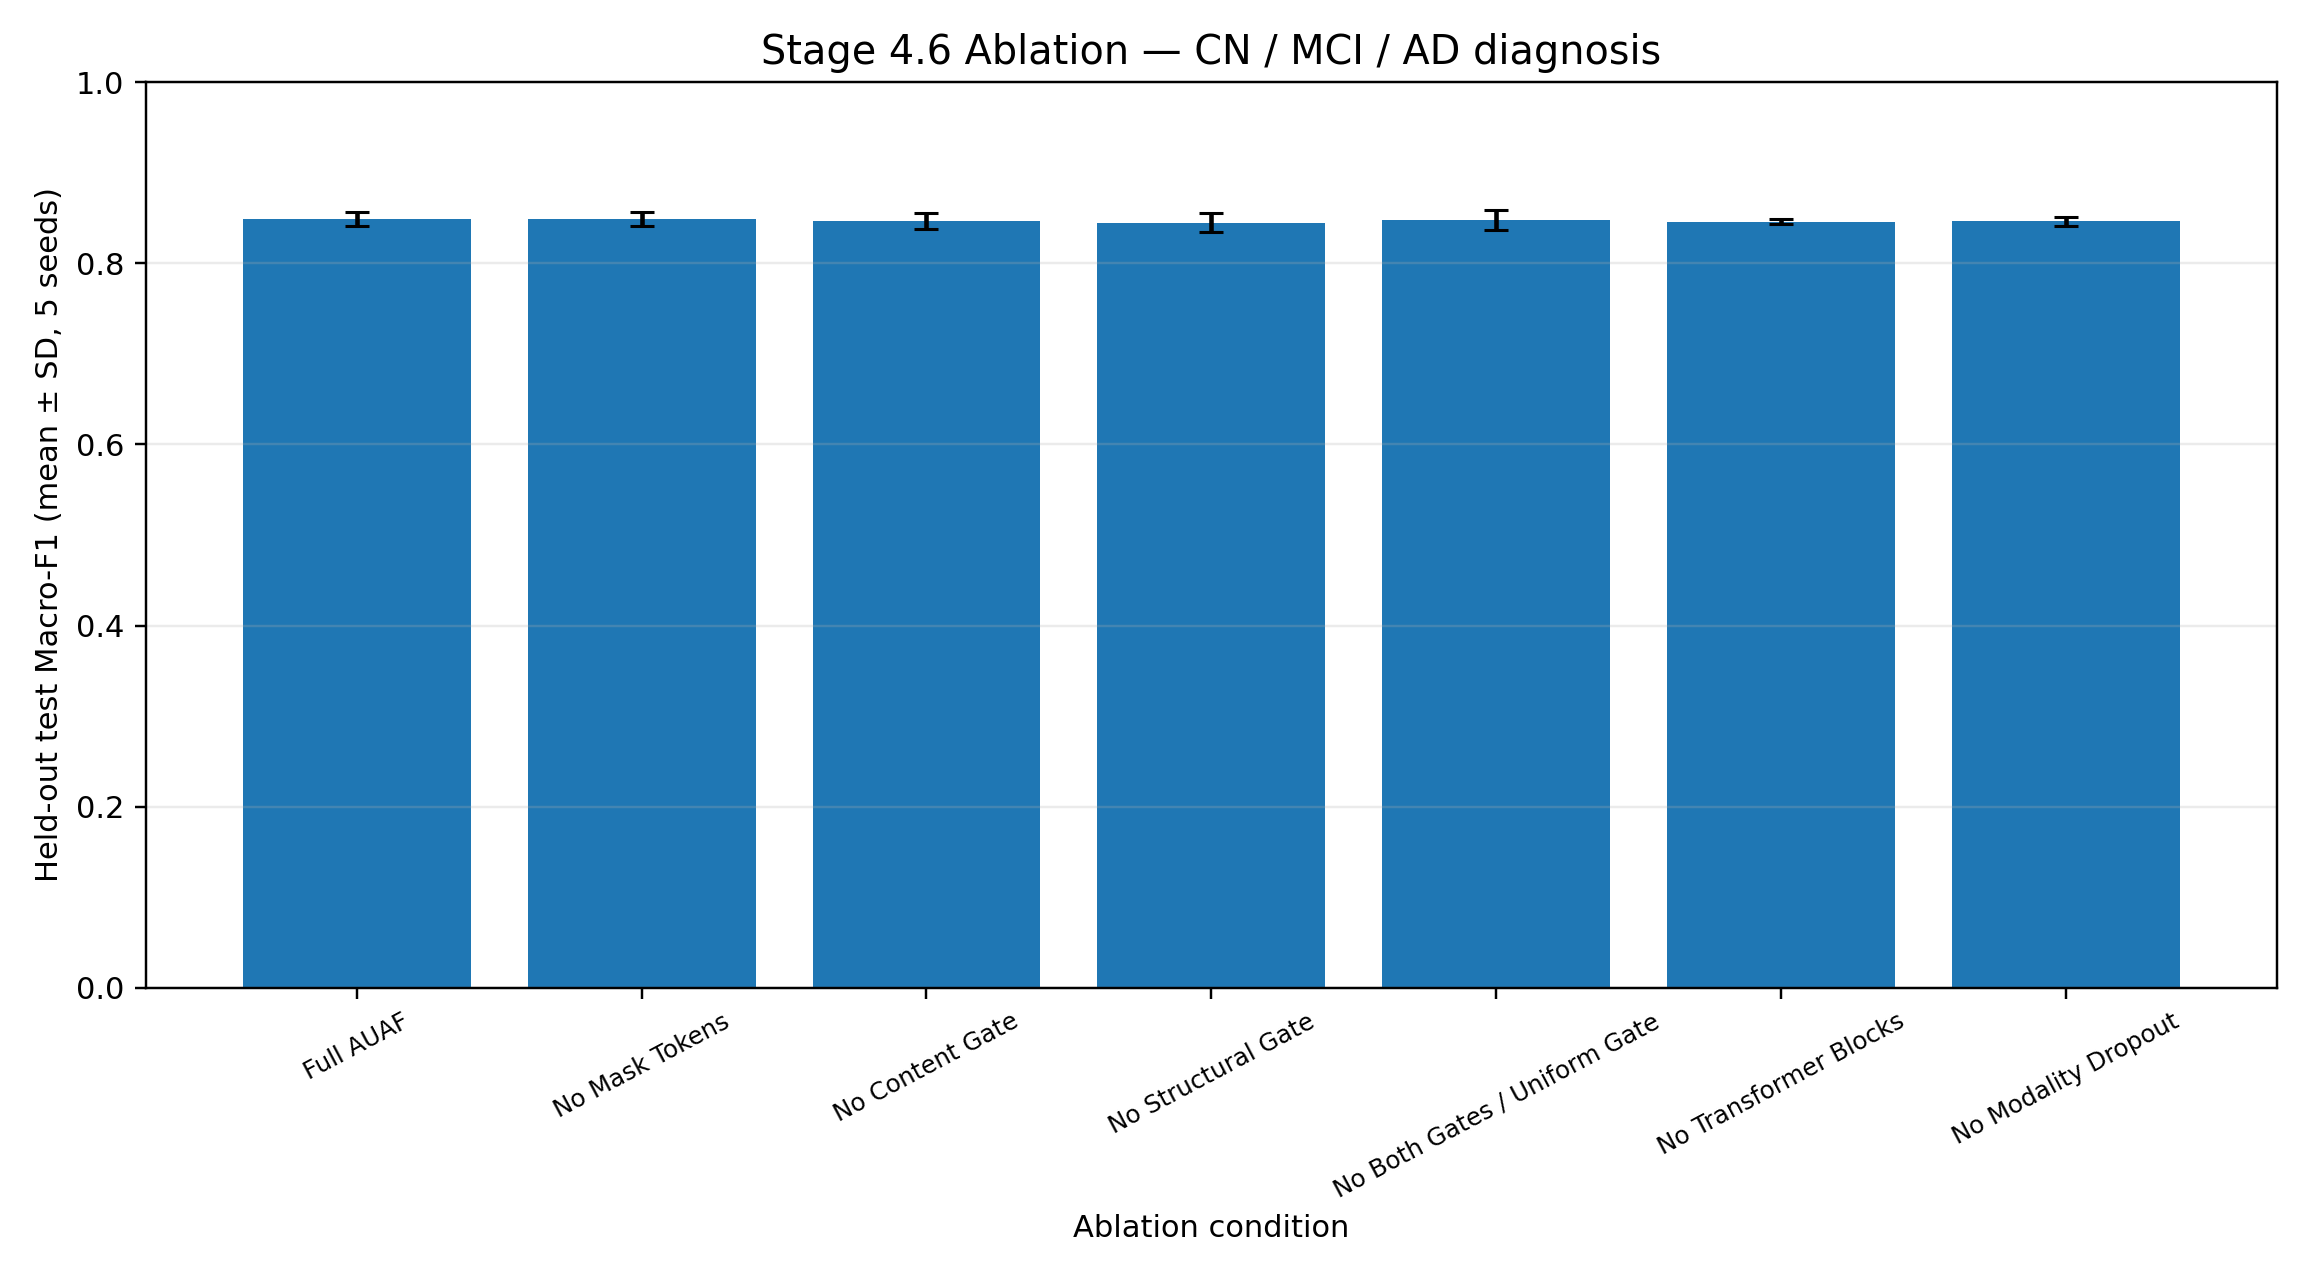 Stage 4.6 Ablation — CN / MCI / AD diagnosis
Held-out test Macro-F1 (mean ± SD, 5 seeds)
1.0
0.8
0.6
0.4
0.2
0.0
Full AUAF
No Mask Tokens
No Content Gate
No Structural Gate
No Both Gates / Uniform Gate
No Transformer Blocks
No Modality Dropout
Ablation condition